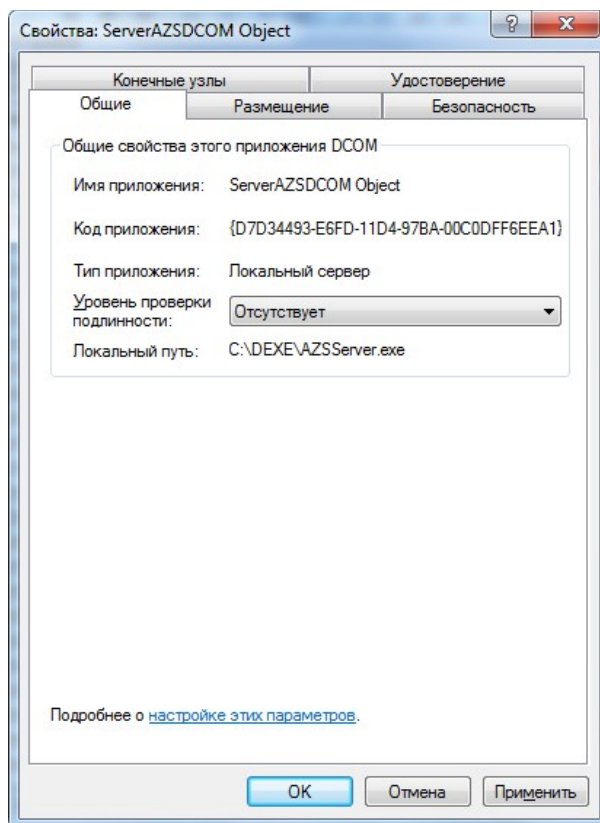 Свойства: ServerAZSDCOM Object
Конечные узлы
Удостоверение
Общие
Размещение
Безопасность
Общие свойства этого приложения DCOM
Имя приложения: ServerAZSDCOM Object
Код приложения: {D7D34493-E6FD-11D4-97BA-00C0DFF6EEA1}
Тип приложения: Локальный сервер
Уровень проверки
подлинности:
Отсутствует
Локальный путь: C:\DEXE\AZSServer.exe
Подробнее о настройке этих параметров.
OK
Отмена
Применить